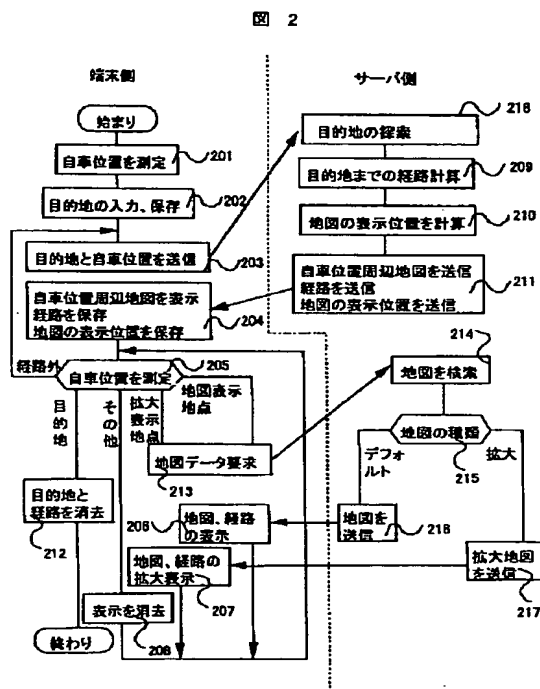 図 2
端末側
サーバ側
始まり
自車位置を測定
201
目的地の入力、保存
202
目的地と自車位置を送信
203
自車位置周辺地図を表示
経路を保存
地図の表示位置を保存
204
205
経路外
自車位置を測定
目的地
その他
拡大
表示
地点
地図表示
地点
地図データ要求
213
目的地と
経路を消去
212
206
地図、経路
の表示
地図、経路の
拡大表示
207
表示を消去
208
終わり
216
目的地の探索
目的地までの経路計算
209
地図の表示位置を計算
210
自車位置周辺地図を送信
経路を送信
地図の表示位置を送信
211
214
地図を検索
地図の種類
215
デフォ
ルト
拡大
地図を
送信
216
拡大地図
を送信
217